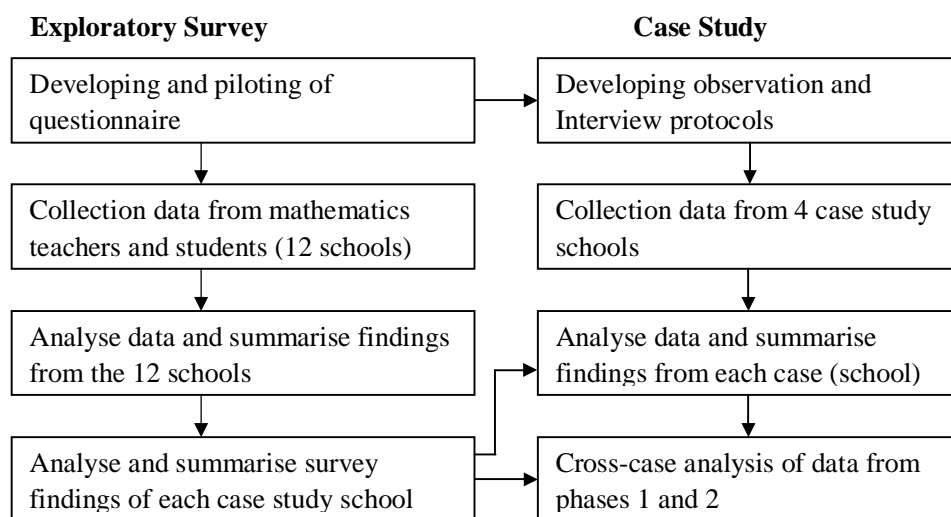 Exploratory Survey
Case Study
Developing and piloting of
questionnaire
Developing observation and
Interview protocols
Collection data from mathematics
teachers and students (12 schools)
Collection data from 4 case study
schools
Analyse data and summarise findings
from the 12 schools
Analyse data and summarise
findings from each case (school)
Analyse and summarise survey
findings of each case study school
Cross-case analysis of data from
phases 1 and 2